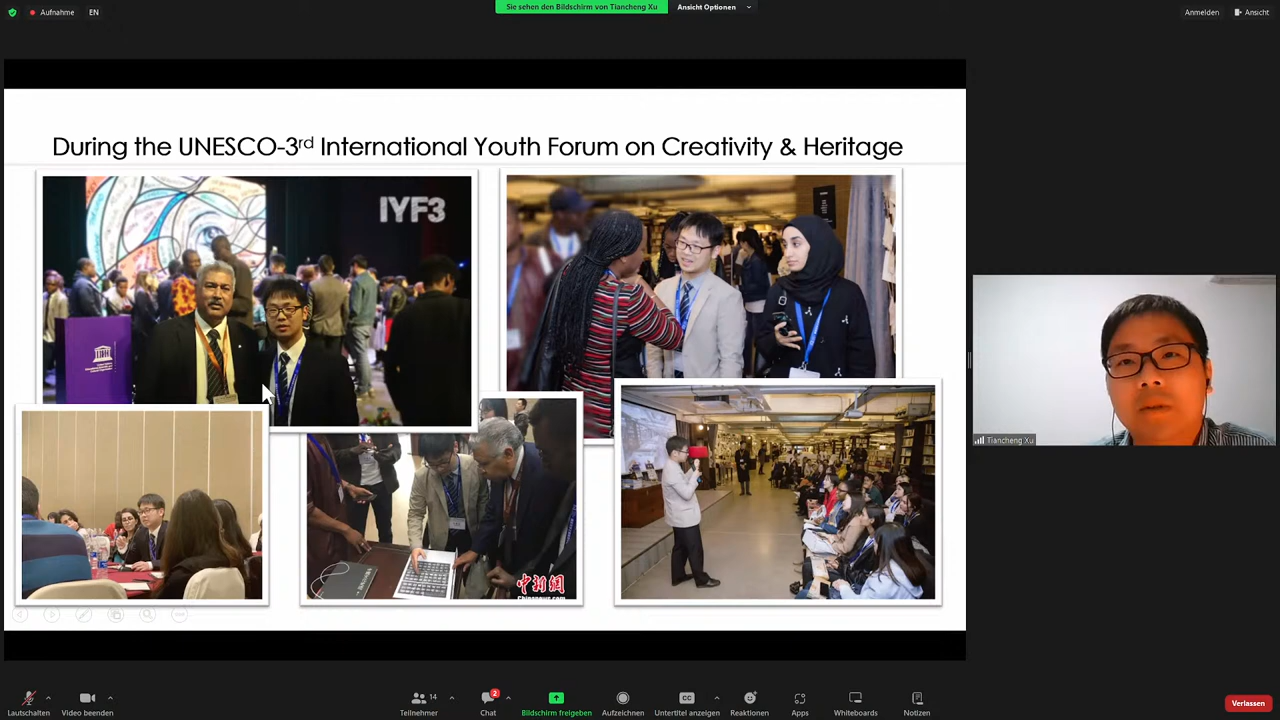 Aufnahme
EN
Sie sehen den Bildschirm von Tiancheng Xu
Ansicht Optionen
Anmelden
Ansicht
During the UNESCO-3rd International Youth Forum on Creativity & Heritage
IYF3
中新網
Tiancheng Xu
Lautschalten
Video beenden
14
Teilnehmer
2
Chat
Bildschirm freigeben
Aufzeichnen
CC
Untertitel anzeigen
Reaktionen
Apps
Whiteboards
Notizen
Verlassen